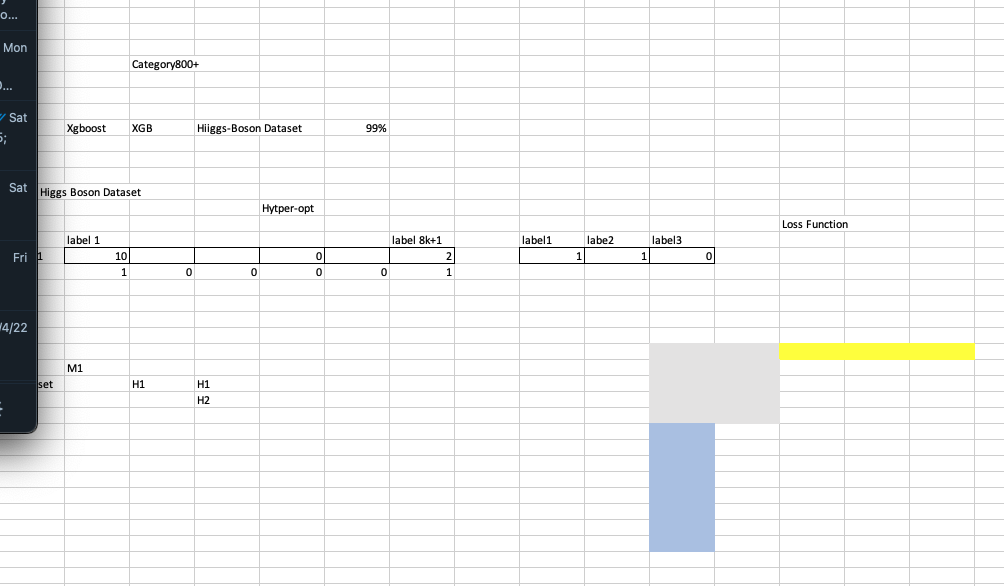 o...
Mon
Category800+
...
Sat
Xgboost XGB Hiiggs-Boson Dataset 99%
5;
Sat
Higgs Boson Dataset
Hytper-opt
Loss Function
label 1 label 8k+1 label1 labe2 label3
Fri
1 10 0 2 1 1 0
1 0 0 0 0 1
/4/22
M1
set H1 H1
H2